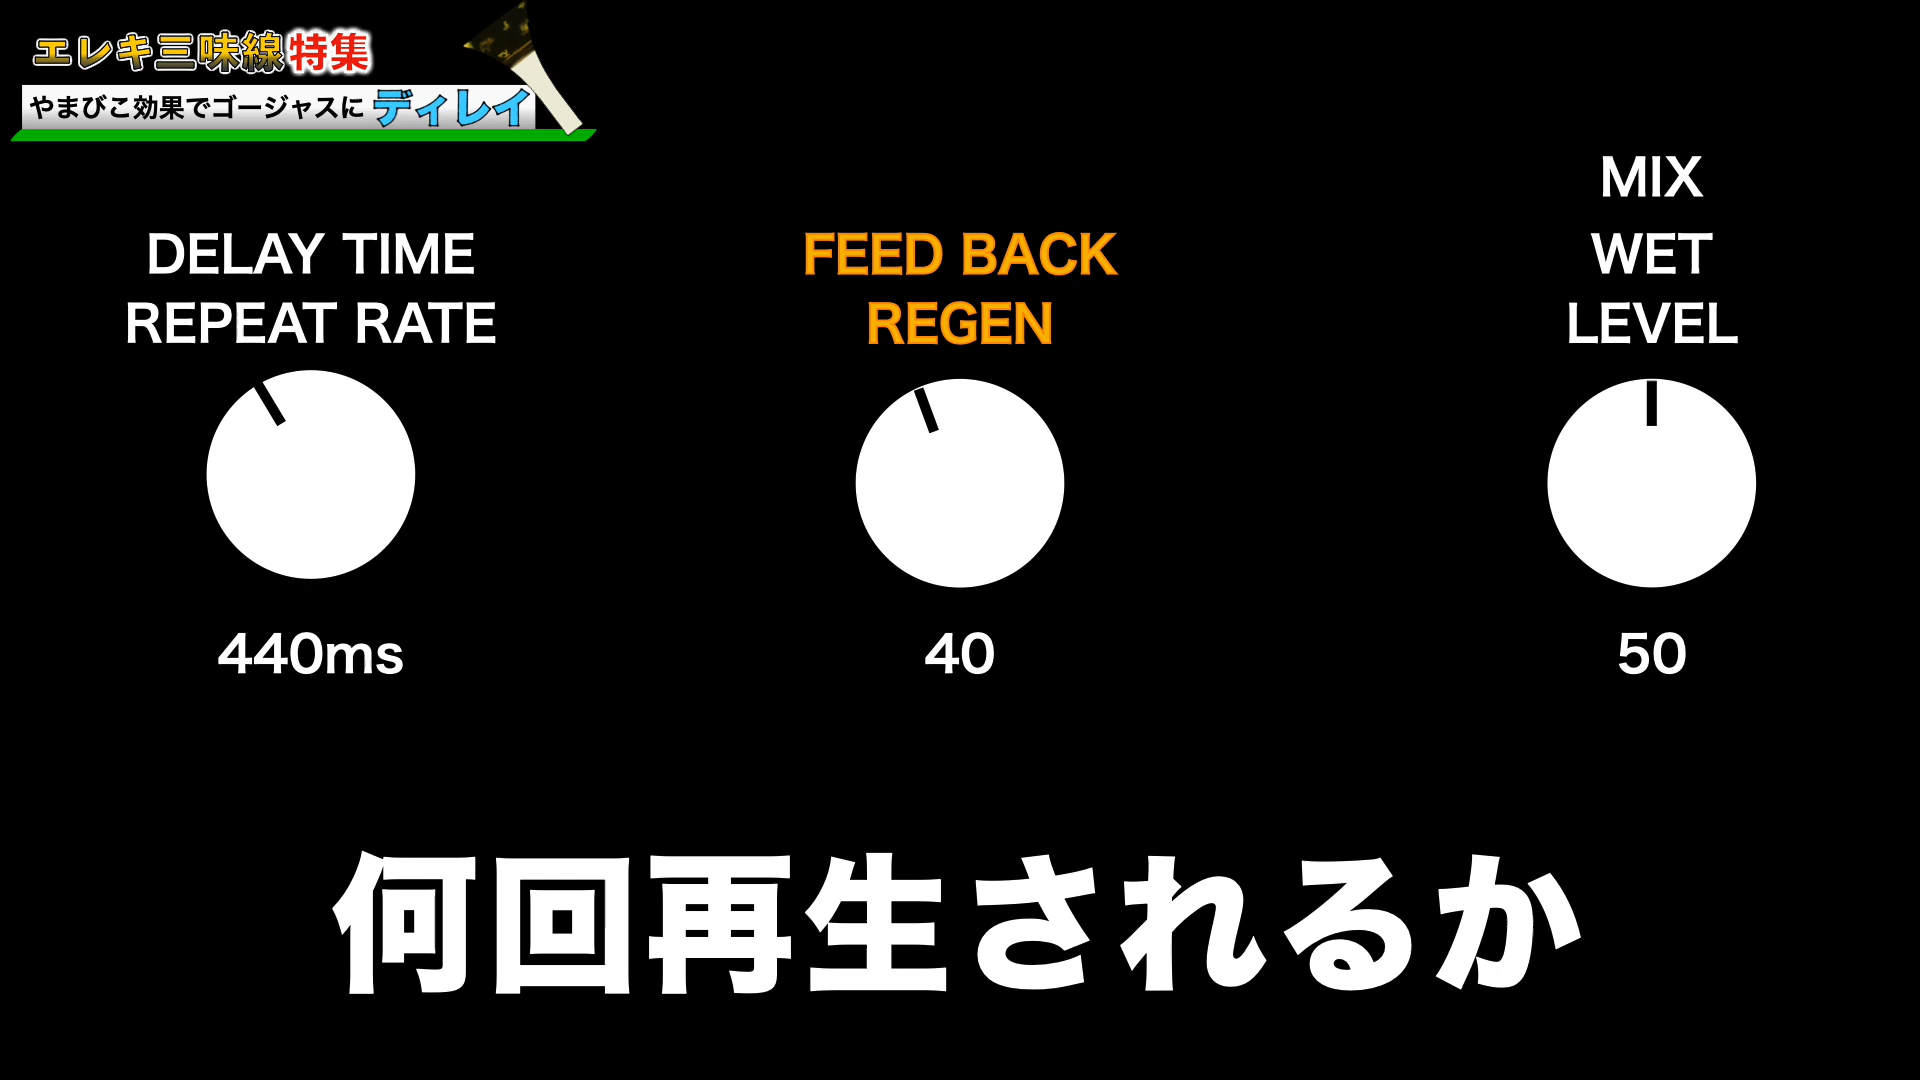 エレキ三味線特集
やまびこ効果でゴージャスに ディレイ
DELAY TIME
REPEAT RATE
440ms
FEED BACK
REGEN
40
MIX
WET
LEVEL
50
何回再生されるか